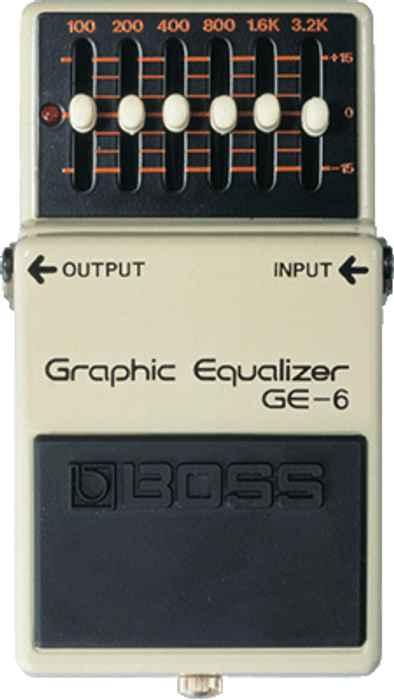 100 200 400 800 1.6K 3.2K
+15
0
-15
OUTPUT INPUT
Graphic Equalizer
GE-6
BOSS